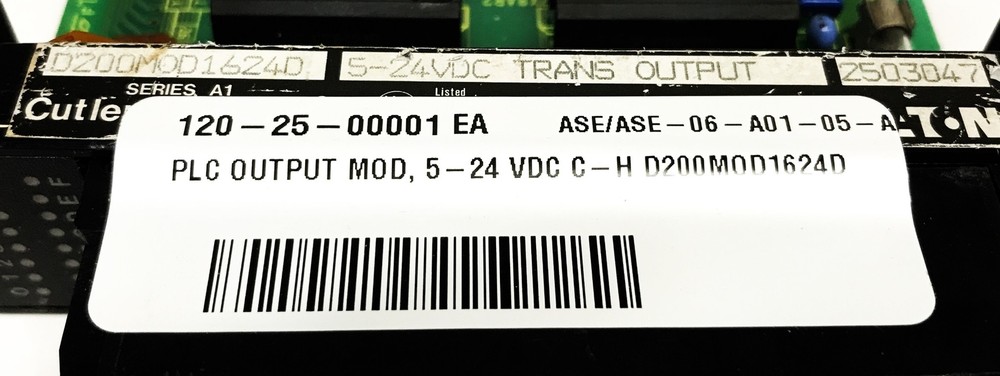 D200MOD1624D 5-24VDC TRANS OUTPUT 2503047
SERIES A1
Listed
Cutle
120-25-00001 EA ASE/ASE-06-A01-05-A
PLC OUTPUT MOD, 5-24 VDC C-H D200MOD1624D